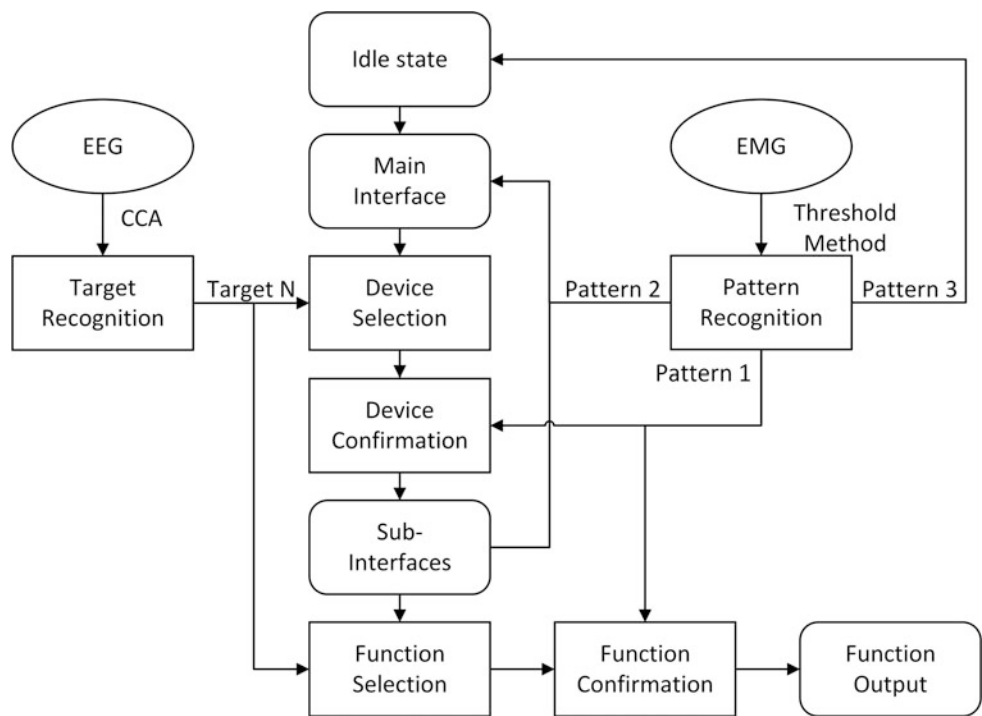 Idle state
EEG
EMG
Main
Interface
CCA
Threshold
Method
Target
Recognition
Target N
Device
Selection
Pattern 2
Pattern
Recognition
Pattern 3
Pattern 1
Device
Confirmation
Sub-
Interfaces
Function
Selection
Function
Confirmation
Function
Output